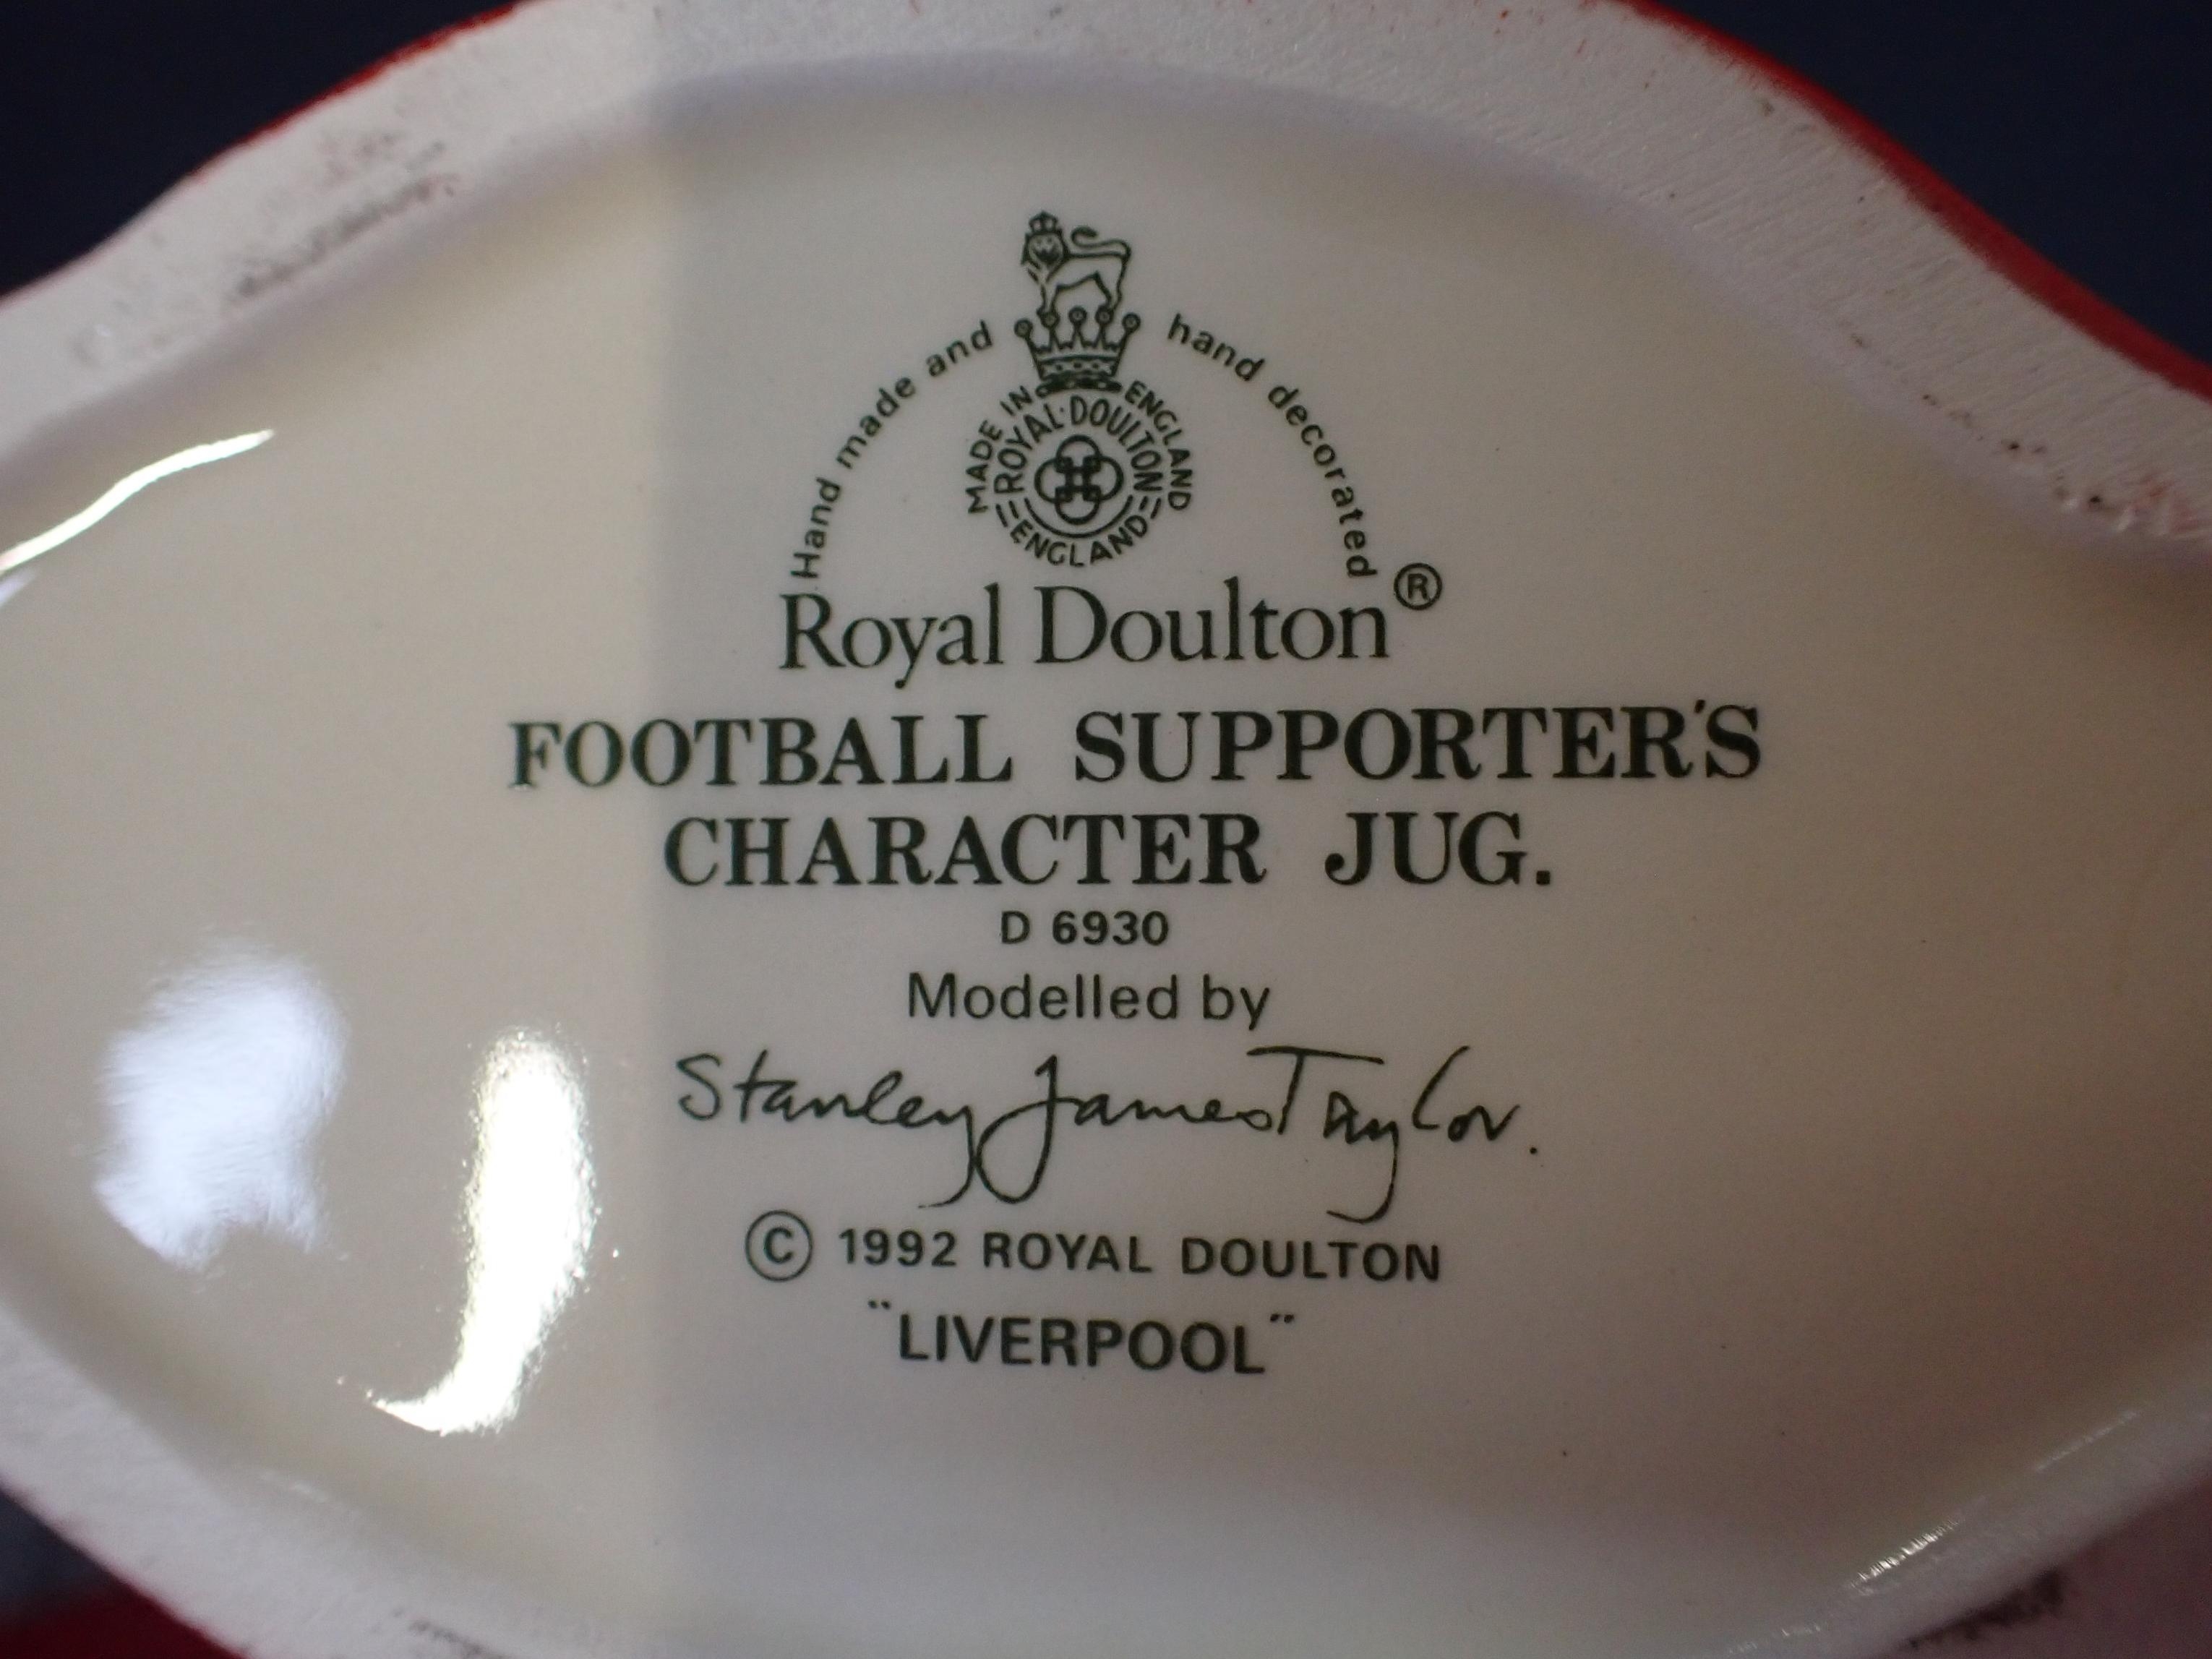 Hand made and hand decorated
MADE IN ENGLAND
ROYAL·DOULTON
ENGLAND
Royal Doulton®
FOOTBALL SUPPORTER'S
CHARACTER JUG.
D 6930
Modelled by
Stanley James Taylor.
© 1992 ROYAL DOULTON
"LIVERPOOL"